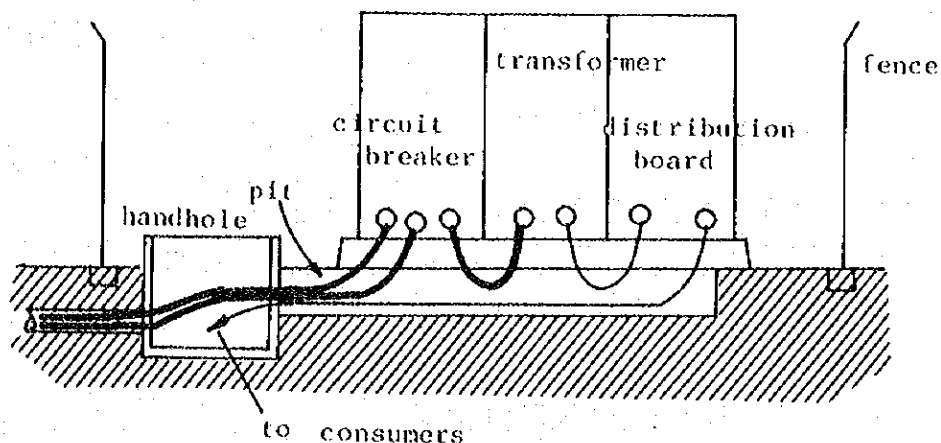 transformer
fence
circuit
breaker
distribution
board
pit
handhole
to consumers